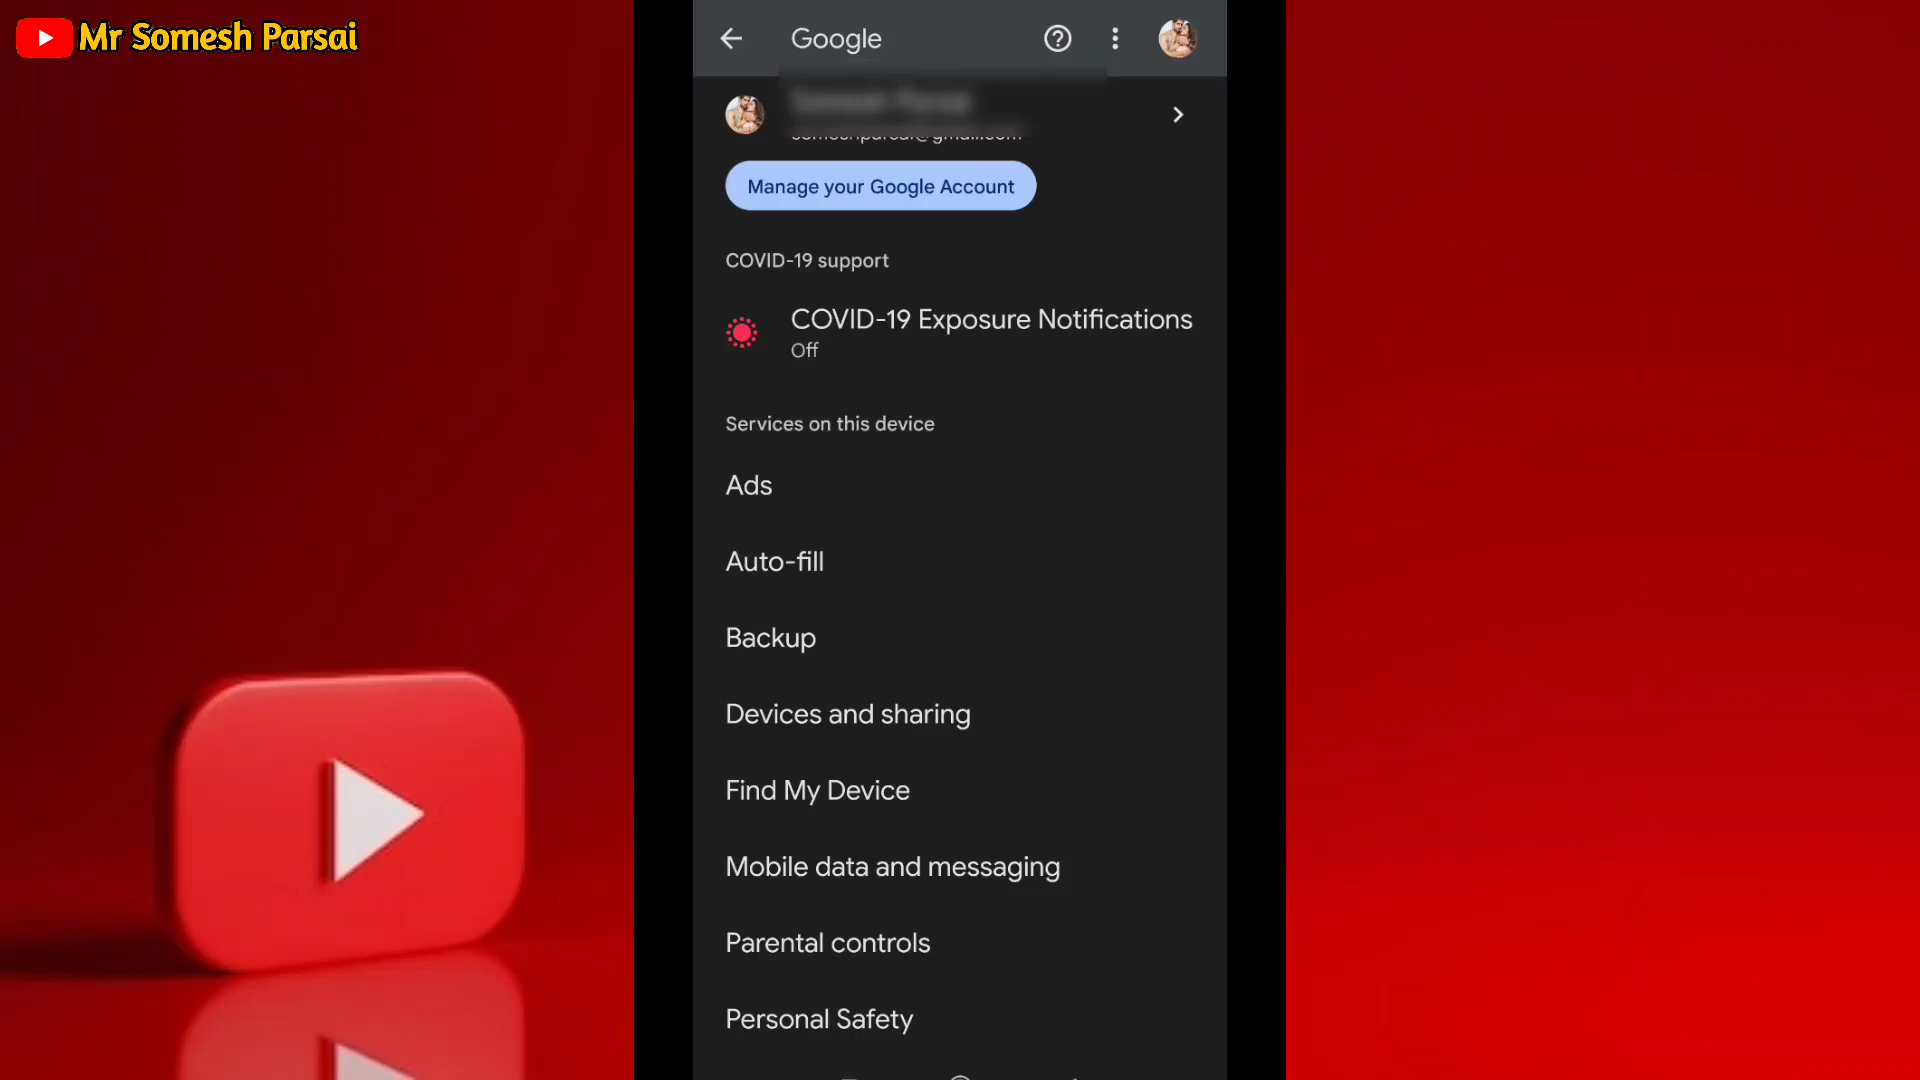 Mr Somesh Parsai
Google
Manage your Google Account
COVID-19 support
COVID-19 Exposure Notifications
Off
Services on this device
Ads
Auto-fill
Backup
Devices and sharing
Find My Device
Mobile data and messaging
Parental controls
Personal Safety